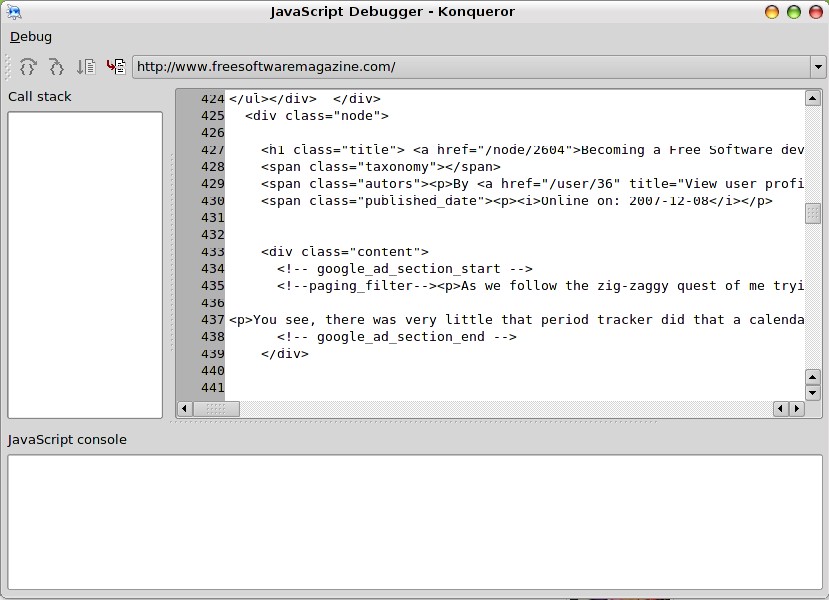 JavaScript Debugger - Konqueror
Debug
http://www.freesoftwaremagazine.com/
Call stack
424 </ul></div>  </div>
425   <div class="node">
426
427     <h1 class="title"> <a href="/node/2604">Becoming a Free Software dev
428     <span class="taxonomy"></span>
429     <span class="autors"><p>By <a href="/user/36" title="View user profi
430     <span class="published_date"><p><i>Online on: 2007-12-08</i></p>
431
432
433     <div class="content">
434       <!-- google_ad_section_start -->
435       <!--paging_filter--><p>As we follow the zig-zaggy quest of me tryi
436
437 <p>You see, there was very little that period tracker did that a calenda
438       <!-- google_ad_section_end -->
439     </div>
440
441
JavaScript console